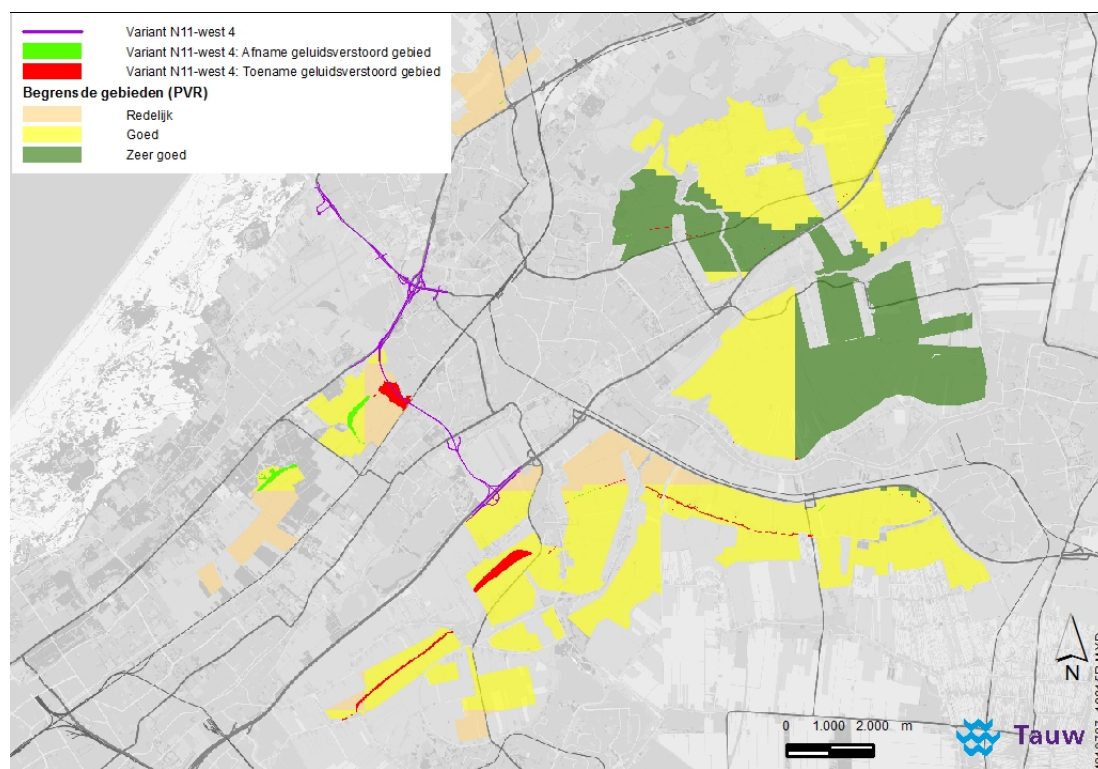 Variant N11-west 4
Variant N11-west 4: Afname geluidsverstoord gebied
Variant N11-west 4: Toename geluidsverstoord gebied
Begrensde gebieden (PVR)
Redelijk
Goed
Zeer goed
N
0 1.000 2.000 m
Tauw